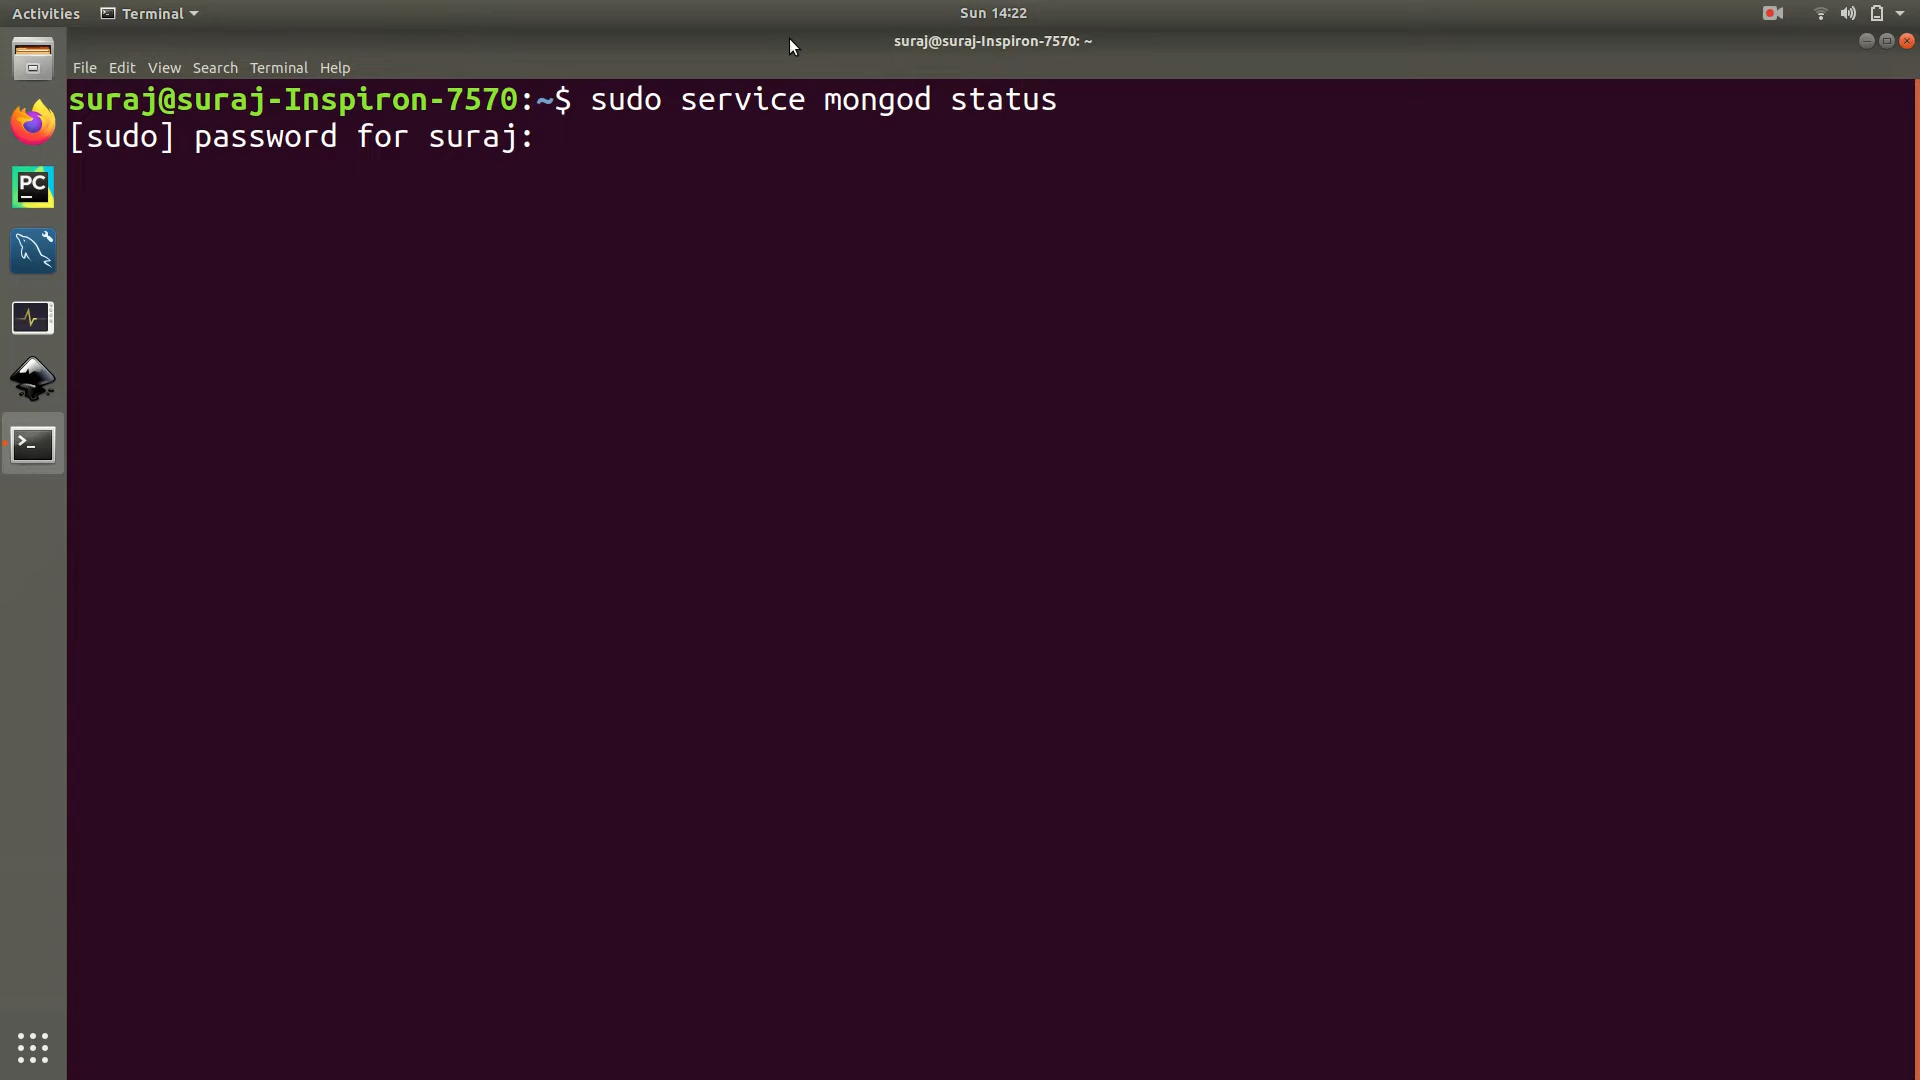 Activities Terminal Sun 14:22
suraj@suraj-Inspiron-7570: ~
File Edit View Search Terminal Help
suraj@suraj-Inspiron-7570:~$ sudo service mongod status
[sudo] password for suraj:
PC
>_